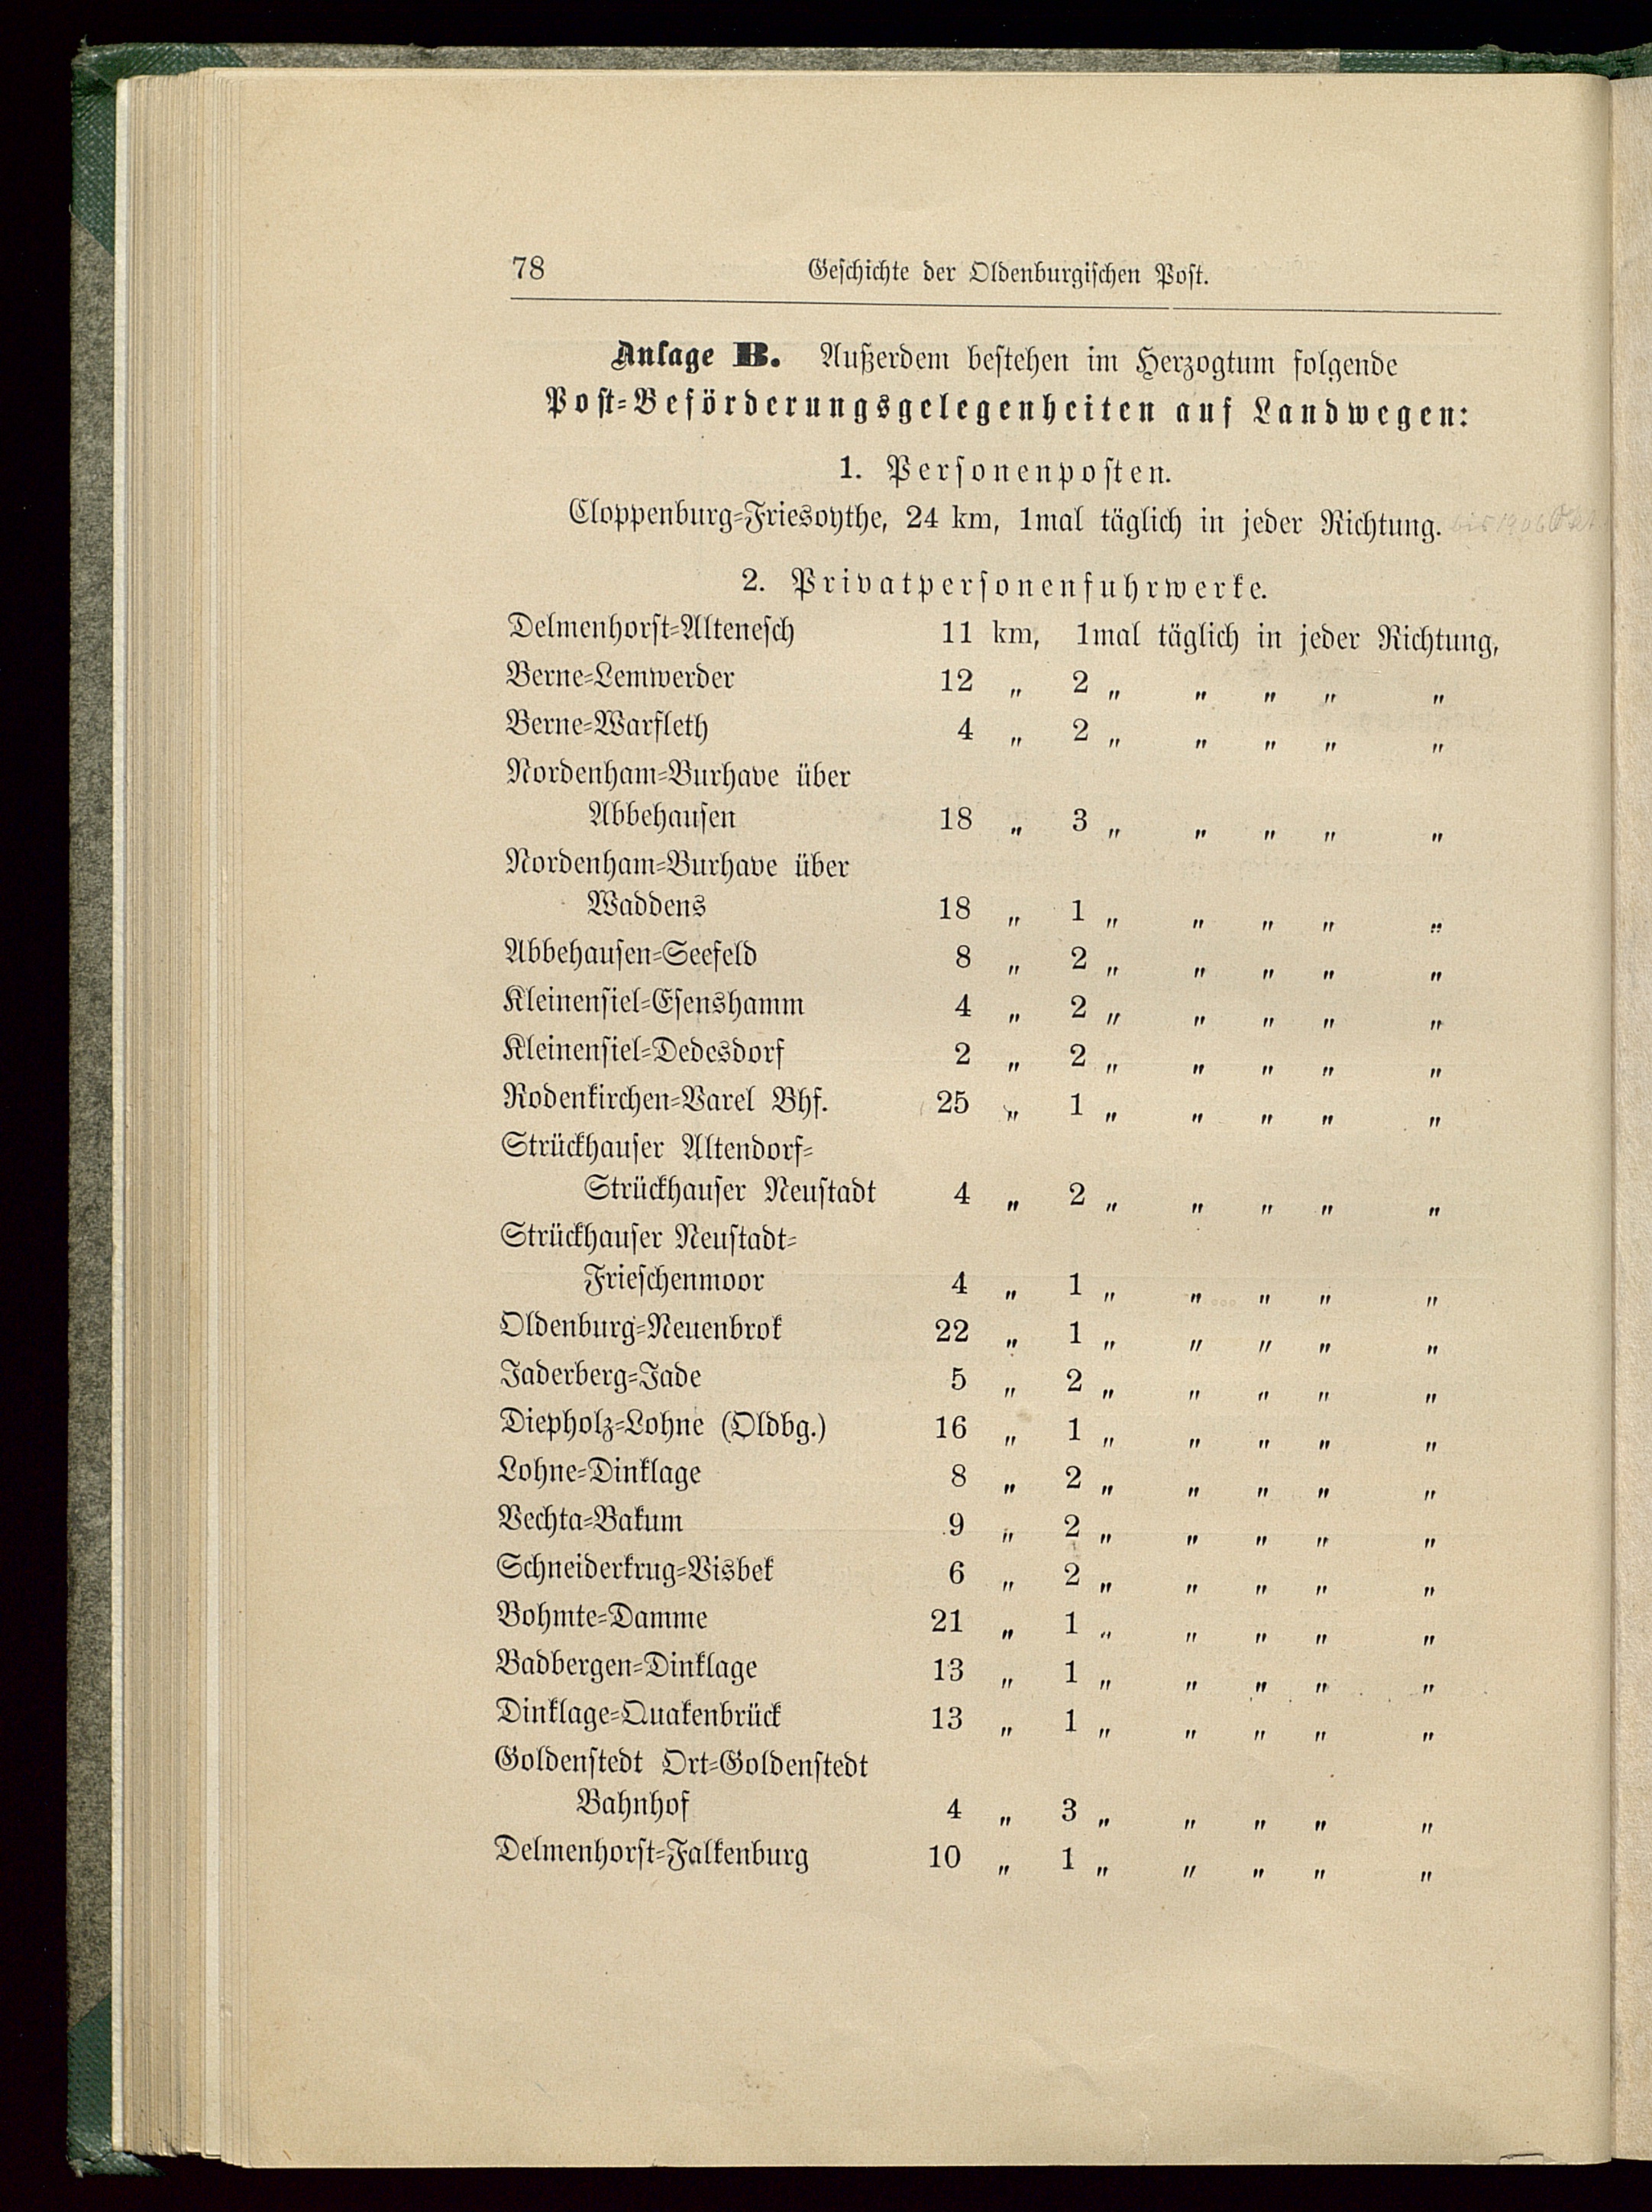 78 Geschichte der Oldenburgischen Post.
Anlage B. Außerdem bestehen im Herzogtum folgende
Post-Beförderungsgelegenheiten auf Landwegen:
1. Personenposten.
Cloppenburg-Friesoythe, 24 km, 1mal täglich in jeder Richtung. bis 1906 Okt
2. Privatpersonenfuhrwerke.
Delmenhorst-Altenesch 11 km, 1mal täglich in jeder Richtung,
Berne-Lemwerder 12 „ 2 „ „ „ „ „
Berne-Warfleth 4 „ 2 „ „ „ „ „
Nordenham-Burhave über
Abbehausen 18 „ 3 „ „ „ „ „
Nordenham-Burhave über
Waddens 18 „ 1 „ „ „ „ „
Abbehausen-Seefeld 8 „ 2 „ „ „ „ „
Kleinensiel-Esenshamm 4 „ 2 „ „ „ „ „
Kleinensiel-Dedesdorf 2 „ 2 „ „ „ „ „
Rodenkirchen-Varel Bhf. 25 „ 1 „ „ „ „ „
Strückhauser Altendorf-
Strückhauser Neustadt 4 „ 2 „ „ „ „ „
Strückhauser Neustadt-
Frieschenmoor 4 „ 1 „ „ „ „ „
Oldenburg-Neuenbrok 22 „ 1 „ „ „ „ „
Jaderberg-Jade 5 „ 2 „ „ „ „ „
Diepholz-Lohne (Oldbg.) 16 „ 1 „ „ „ „ „
Lohne-Dinklage 8 „ 2 „ „ „ „ „
Vechta-Bakum 9 „ 2 „ „ „ „ „
Schneiderkrug-Visbek 6 „ 2 „ „ „ „ „
Bohmte-Damme 21 „ 1 „ „ „ „ „
Badbergen-Dinklage 13 „ 1 „ „ „ „ „
Dinklage-Quakenbrück 13 „ 1 „ „ „ „ „
Goldenstedt Ort-Goldenstedt
Bahnhof 4 „ 3 „ „ „ „ „
Delmenhorst-Falkenburg 10 „ 1 „ „ „ „ „